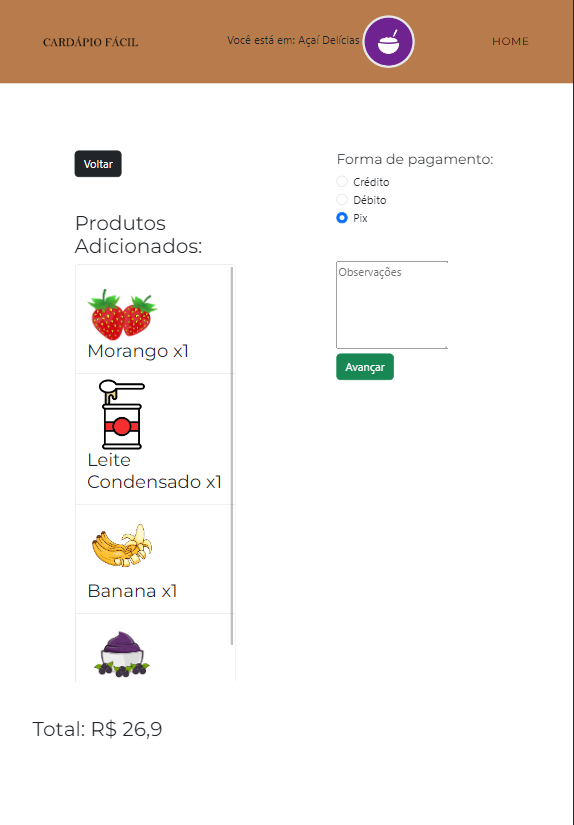 CARDÁPIO FÁCIL
Você está em: Açaí Delícias
HOME
Voltar
Produtos
Adicionados:
Morango x1
Leite
Condensado x1
Banana x1
Forma de pagamento:
Crédito
Débito
Pix
Observações
Avançar
Total: R$ 26,9